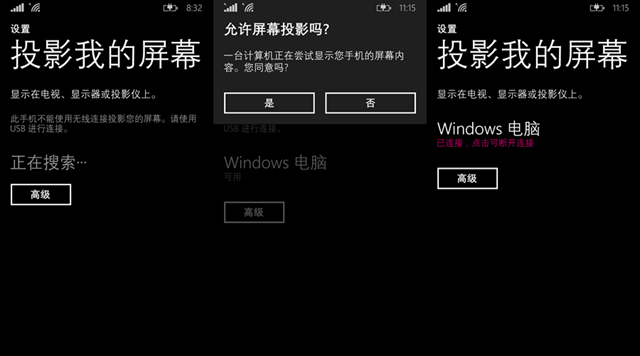 8:32
设置
投影我的屏幕
显示在电视、显示器或投影仪上。
此手机不能使用无线连接投影您的屏幕。请使用
USB 进行连接。
正在搜索...
高级
11:15
允许屏幕投影吗?
一台计算机正在尝试显示您手机的屏幕内
容。您同意吗?
是
否
USB 进行连接。
Windows 电脑
可用
高级
11:15
设置
投影我的屏幕
显示在电视、显示器或投影仪上。
Windows 电脑
已连接，点击可断开连接
高级